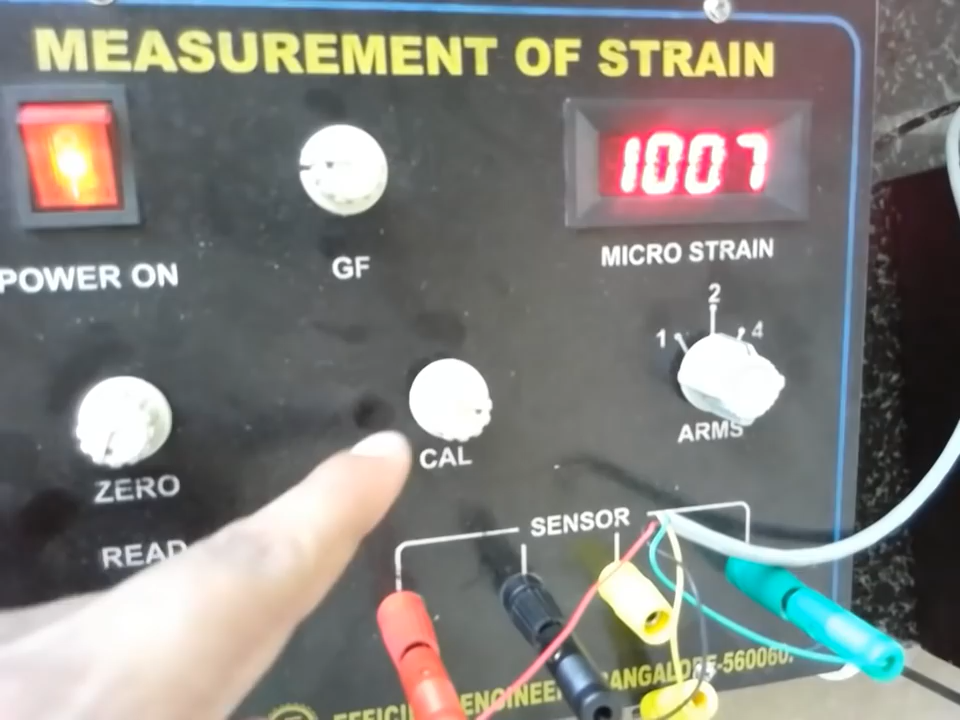 MEASUREMENT OF STRAIN
1007
POWER ON
GF
MICRO STRAIN
1 2 4
ZERO
CAL
ARMS
READ
SENSOR
BANGALORE-560060.